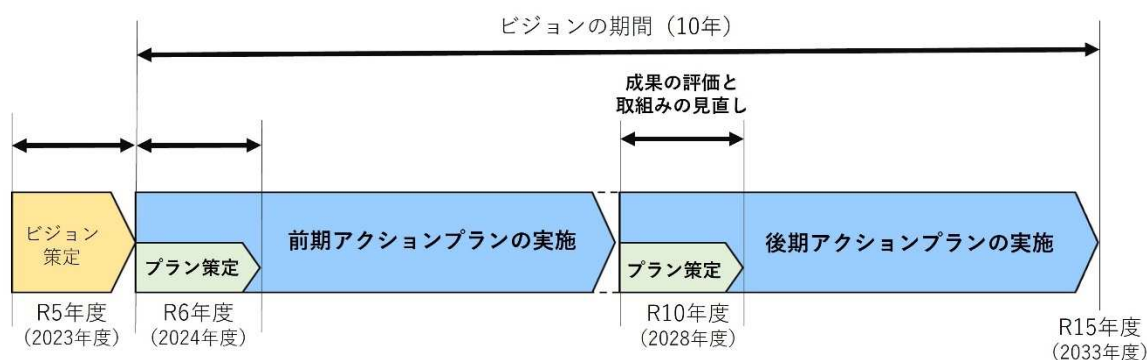 ビジョンの期間（10年）
成果の評価と
取組みの見直し
ビジョン
策定
前期アクションプランの実施
プラン策定
後期アクションプランの実施
プラン策定
R5年度
（2023年度）
R6年度
（2024年度）
R10年度
（2028年度）
R15年度
（2033年度）